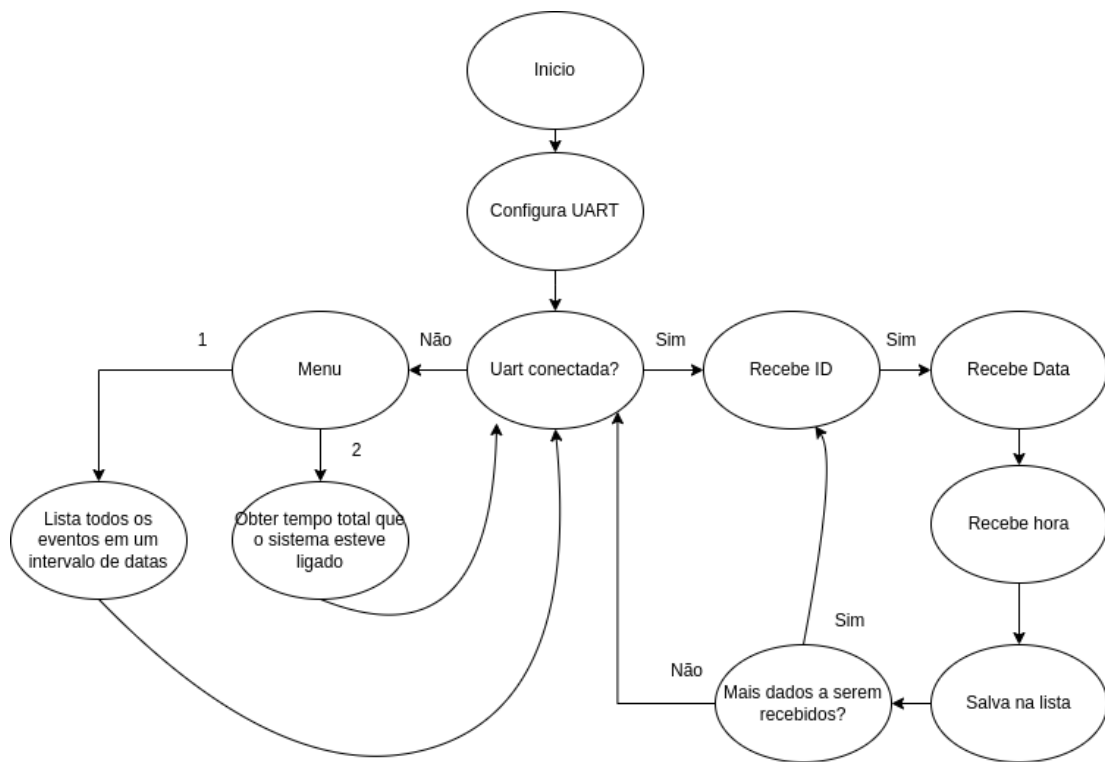 Inicio
Configura UART
1
Menu
Não
Uart conectada?
Sim
Recebe ID
Sim
Recebe Data
2
Lista todos os
eventos em um
intervalo de datas
Obter tempo total que
o sistema esteve
ligado
Recebe hora
Sim
Não
Mais dados a serem
recebidos?
Salva na lista